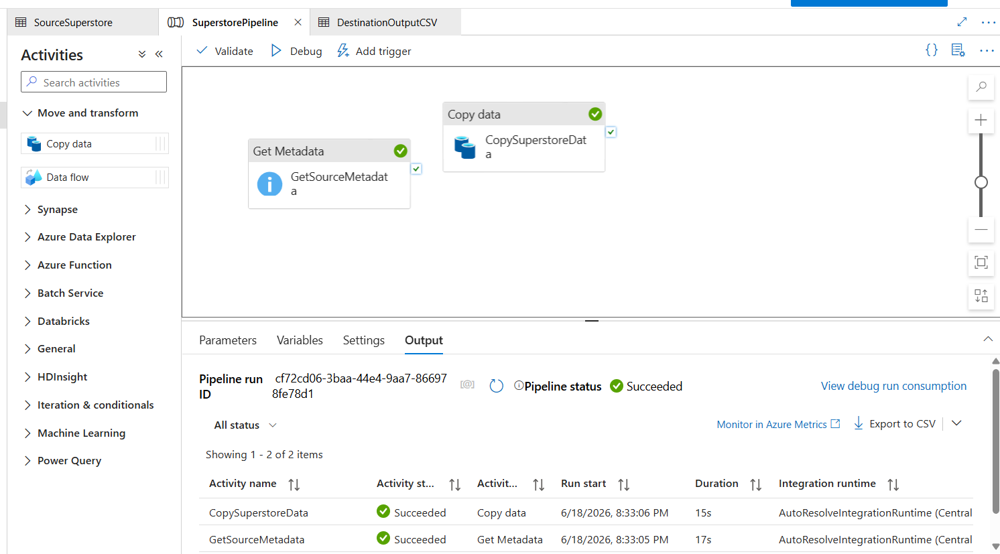 SourceSuperstore
SuperstorePipeline
DestinationOutputCSV
Activities
Search activities
Move and transform
Copy data
Data flow
Synapse
Azure Data Explorer
Azure Function
Batch Service
Databricks
General
HDInsight
Iteration & conditionals
Machine Learning
Power Query
Validate
Debug
Add trigger
Get Metadata
GetSourceMetadat
a
Copy data
CopySuperstoreDat
a
Parameters
Variables
Settings
Output
Pipeline run
ID
cf72cd06-3baa-44e4-9aa7-86697
8fe78d1
[@]
Pipeline status
Succeeded
View debug run consumption
All status
Monitor in Azure Metrics
Export to CSV
Showing 1 - 2 of 2 items
Activity name
Activity st...
Activit...
Run start
Duration
Integration runtime
CopySuperstoreData
Succeeded
Copy data
6/18/2026, 8:33:06 PM
15s
AutoResolveIntegrationRuntime (Central
GetSourceMetadata
Succeeded
Get Metadata
6/18/2026, 8:33:05 PM
17s
AutoResolveIntegrationRuntime (Central